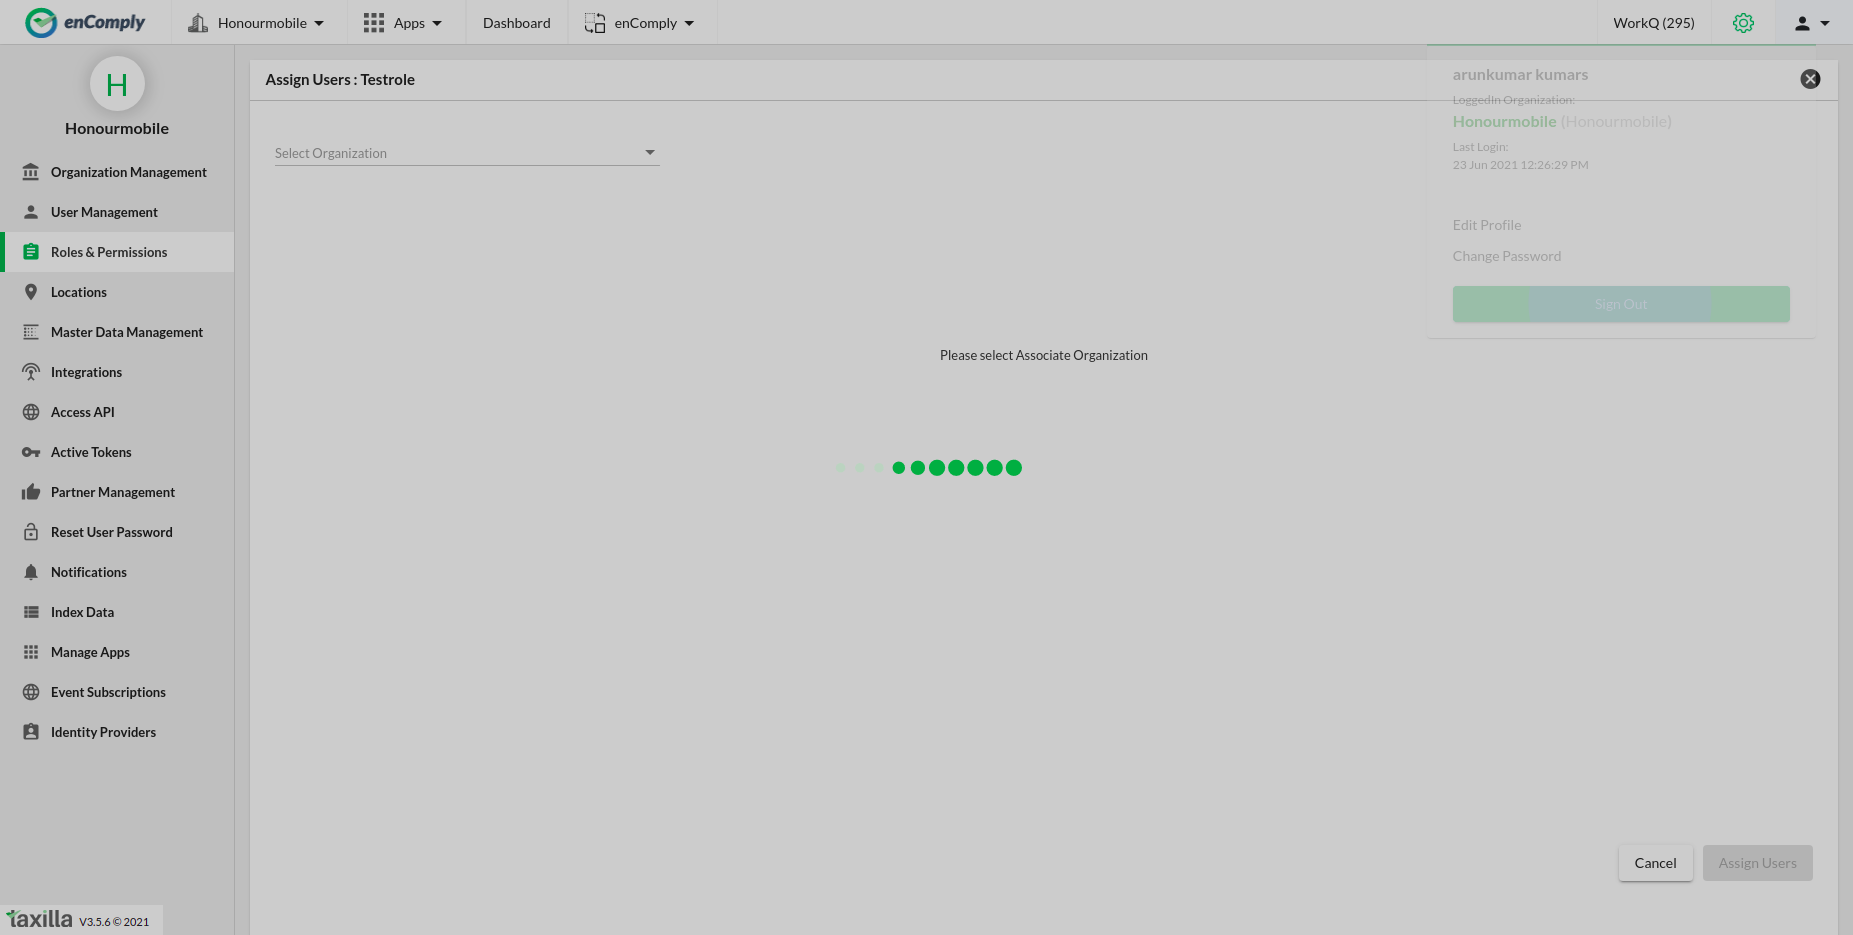 enComply
Honourmobile
Apps
Dashboard
enComply
WorkQ (295)
H
Honourmobile
Organization Management
User Management
Roles & Permissions
Locations
Master Data Management
Integrations
Access API
Active Tokens
Partner Management
Reset User Password
Notifications
Index Data
Manage Apps
Event Subscriptions
Identity Providers
taxilla V3.5.6 © 2021
Assign Users : Testrole
Select Organization
Please select Associate Organization
arunkumar kumars
LoggedIn Organization:
Honourmobile (Honourmobile)
Last Login:
23 Jun 2021 12:26:29 PM
Edit Profile
Change Password
Sign Out
Cancel
Assign Users